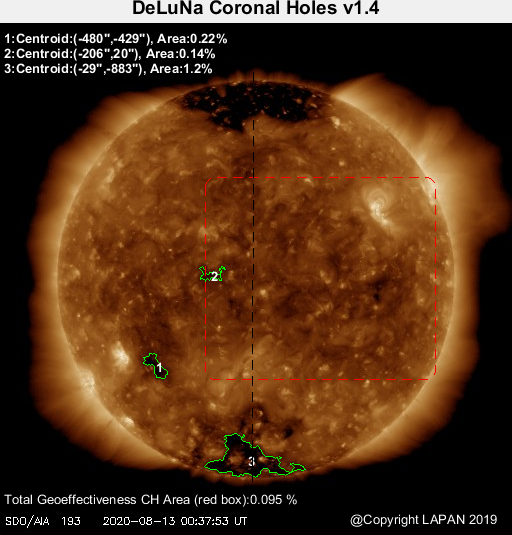 DeLuNa Coronal Holes v1.4
1:Centroid:(-480",-429"), Area:0.22%
2:Centroid:(-206",20"), Area:0.14%
3:Centroid:(-29",-883"), Area:1.2%
2
1
3
Total Geoeffectiveness CH Area (red box):0.095 %
SDO/AIA 193 2020-08-13 00:37:53 UT
@Copyright LAPAN 2019